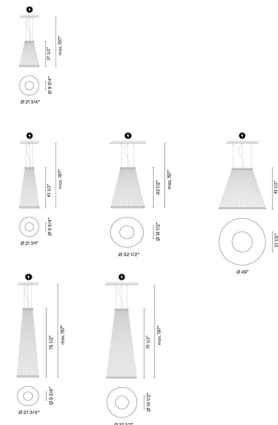 27 1/2"
max. 197"
Ø 9 3/4"
Ø 21 3/4"
43 1/2"
max. 197"
Ø 9 3/4"
Ø 21 3/4"
43 1/2"
max. 197"
Ø 14 1/2"
Ø 32 1/2"
43 1/2"
21 1/2"
Ø 49"
75 1/2"
max. 197"
Ø 9 3/4"
Ø 21 3/4"
75 1/2"
max. 197"
Ø 14 1/2"